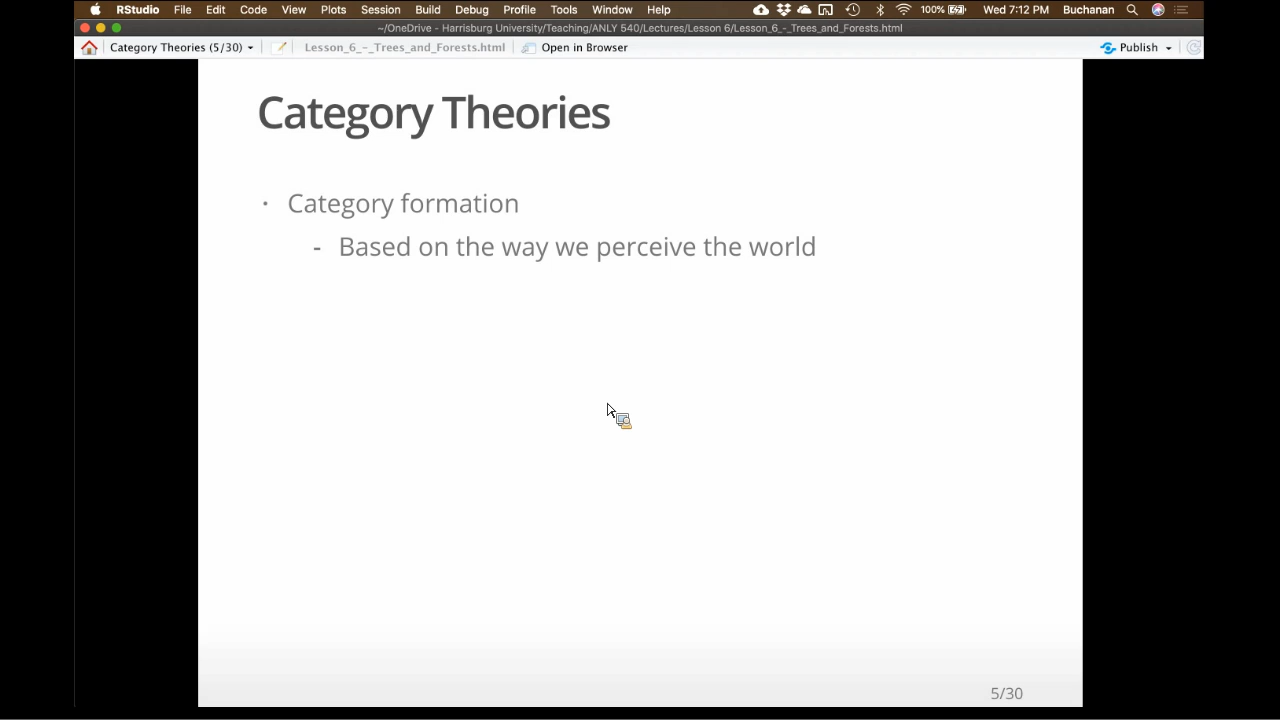 RStudio File Edit Code View Plots Session Build Debug Profile Tools Window Help 100% Wed 7:12 PM Buchanan
~/OneDrive - Harrisburg University/Teaching/ANLY 540/Lectures/Lesson 6/Lesson_6_-_Trees_and_Forests.html
Category Theories (5/30) Lesson_6_-_Trees_and_Forests.html Open in Browser Publish
Category Theories
· Category formation
- Based on the way we perceive the world
5/30